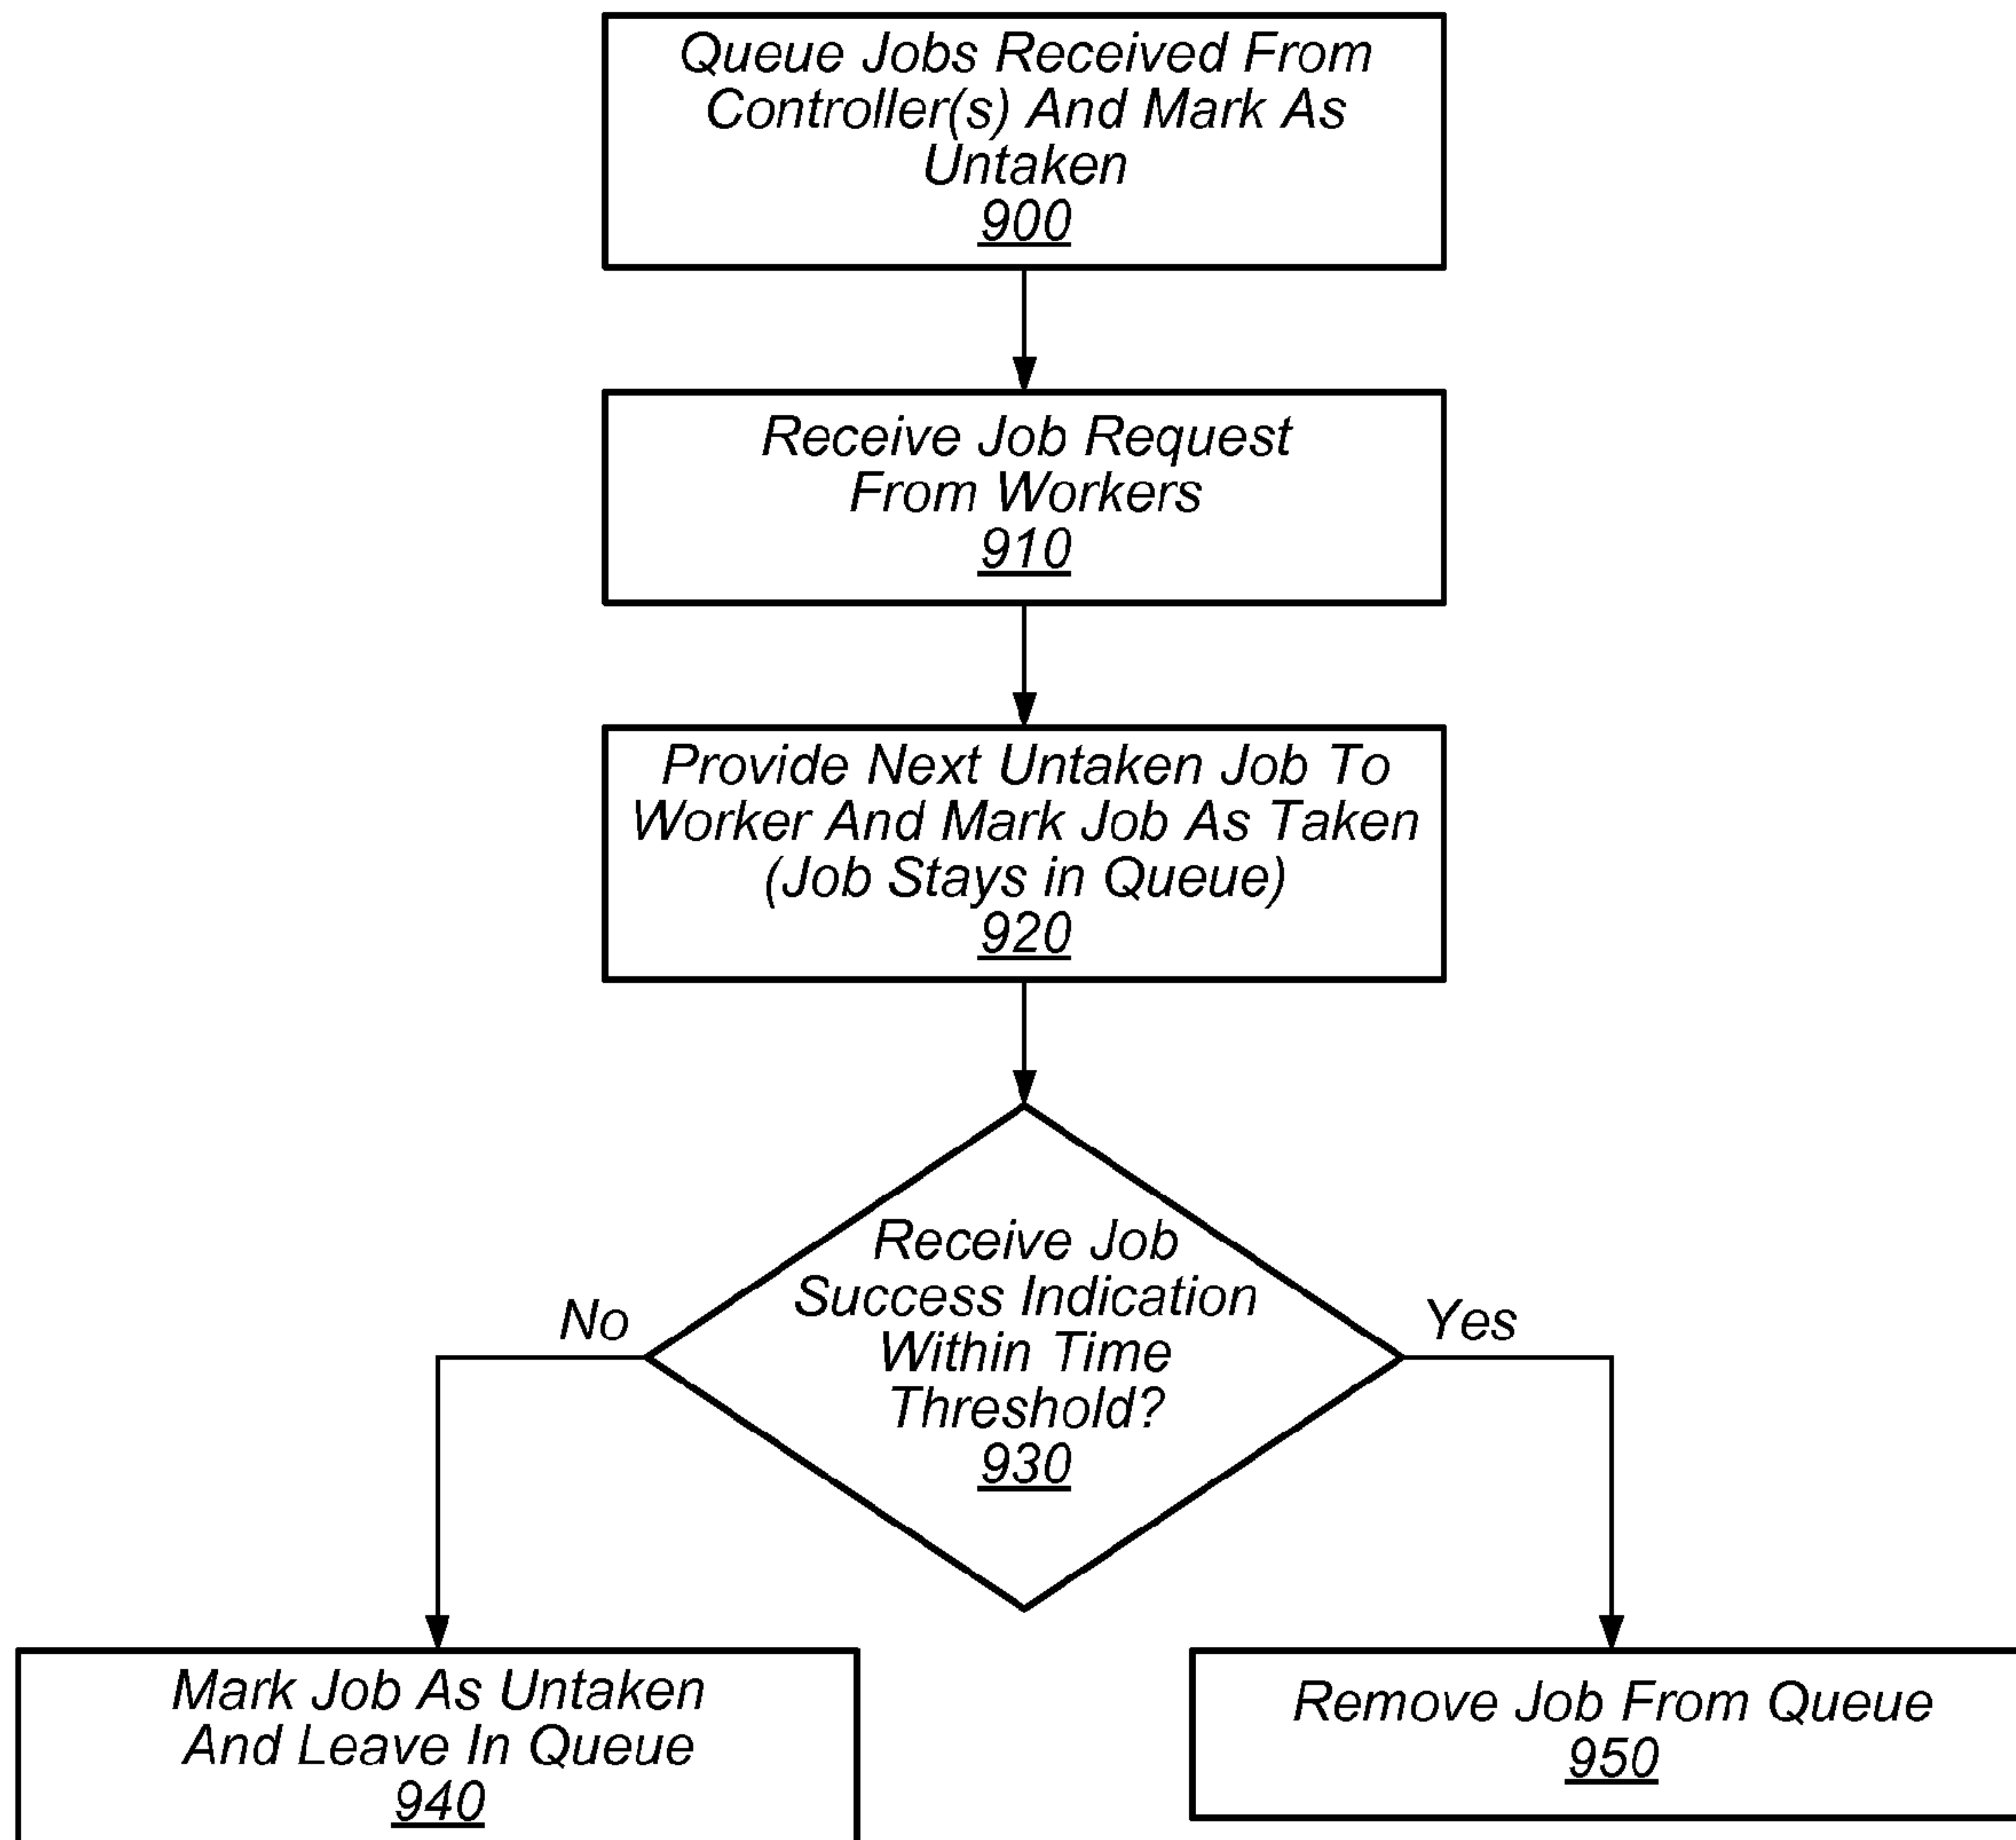 Queue Jobs Received From
Controller(s) And Mark As
Untaken
900
Receive Job Request
From Workers
910
Provide Next Untaken Job To
Worker And Mark Job As Taken
(Job Stays in Queue)
920
Receive Job
Success Indication
Within Time
Threshold?
930
No
Yes
Mark Job As Untaken
And Leave In Queue
940
Remove Job From Queue
950